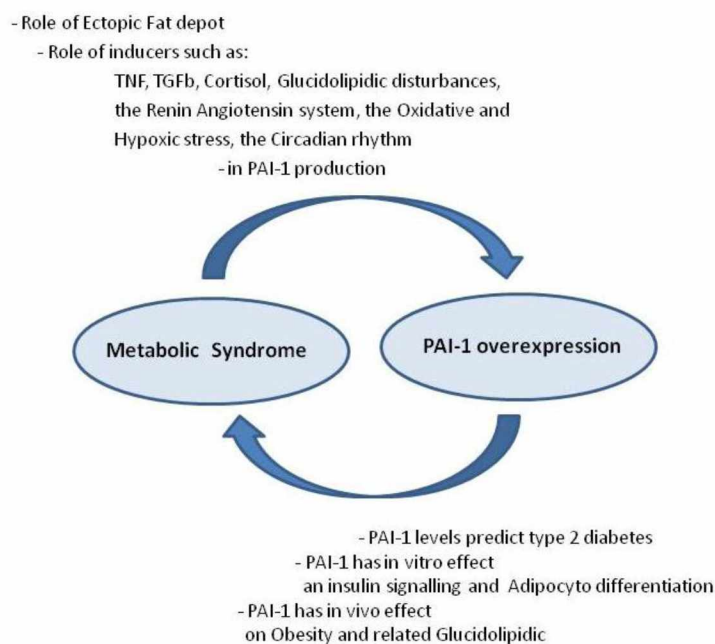 - Role of Ectopic Fat depot
- Role of inducers such as:
TNF, TGFb, Cortisol, Glucidolipidic disturbances,
the Renin Angiotensin system, the Oxidative and
Hypoxic stress, the Circadian rhythm
- in PAI-1 production
Metabolic Syndrome
PAI-1 overexpression
- PAI-1 levels predict type 2 diabetes
- PAI-1 has in vitro effect
an insulin signalling and Adipocyto differentiation
- PAI-1 has in vivo effect
on Obesity and related Glucidolipidic